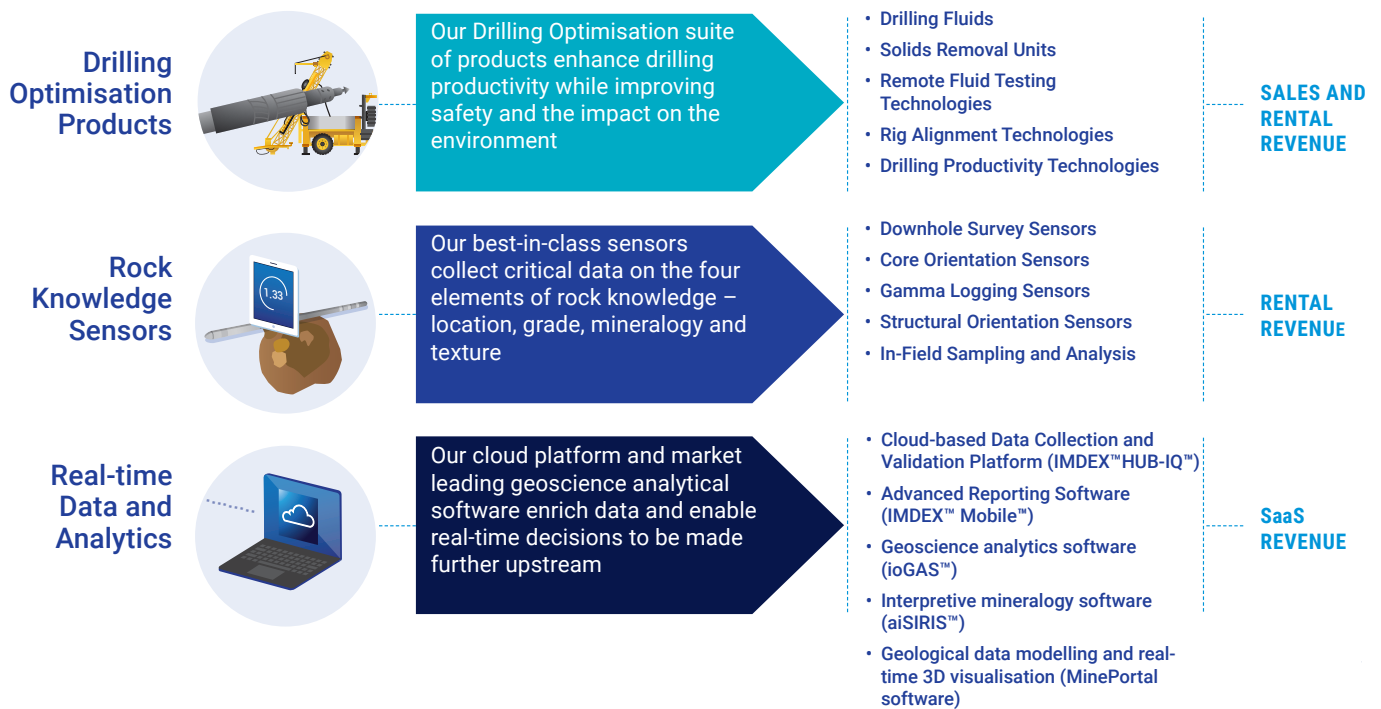 Drilling
Optimisation
Products
Our Drilling Optimisation suite
of products enhance drilling
productivity while improving
safety and the impact on the
environment
• Drilling Fluids
• Solids Removal Units
• Remote Fluid Testing
Technologies
• Rig Alignment Technologies
• Drilling Productivity Technologies
SALES AND
RENTAL
REVENUE
Rock
Knowledge
Sensors
1.33
Our best-in-class sensors
collect critical data on the four
elements of rock knowledge –
location, grade, mineralogy and
texture
• Downhole Survey Sensors
• Core Orientation Sensors
• Gamma Logging Sensors
• Structural Orientation Sensors
• In-Field Sampling and Analysis
RENTAL
REVENUE
Real-time
Data and
Analytics
Our cloud platform and market
leading geoscience analytical
software enrich data and enable
real-time decisions to be made
further upstream
• Cloud-based Data Collection and
Validation Platform (IMDEX™HUB-IQ™)
• Advanced Reporting Software
(IMDEX™ Mobile™)
• Geoscience analytics software
(ioGAS™)
• Interpretive mineralogy software
(aiSIRIS™)
• Geological data modelling and real-
time 3D visualisation (MinePortal
software)
SaaS
REVENUE